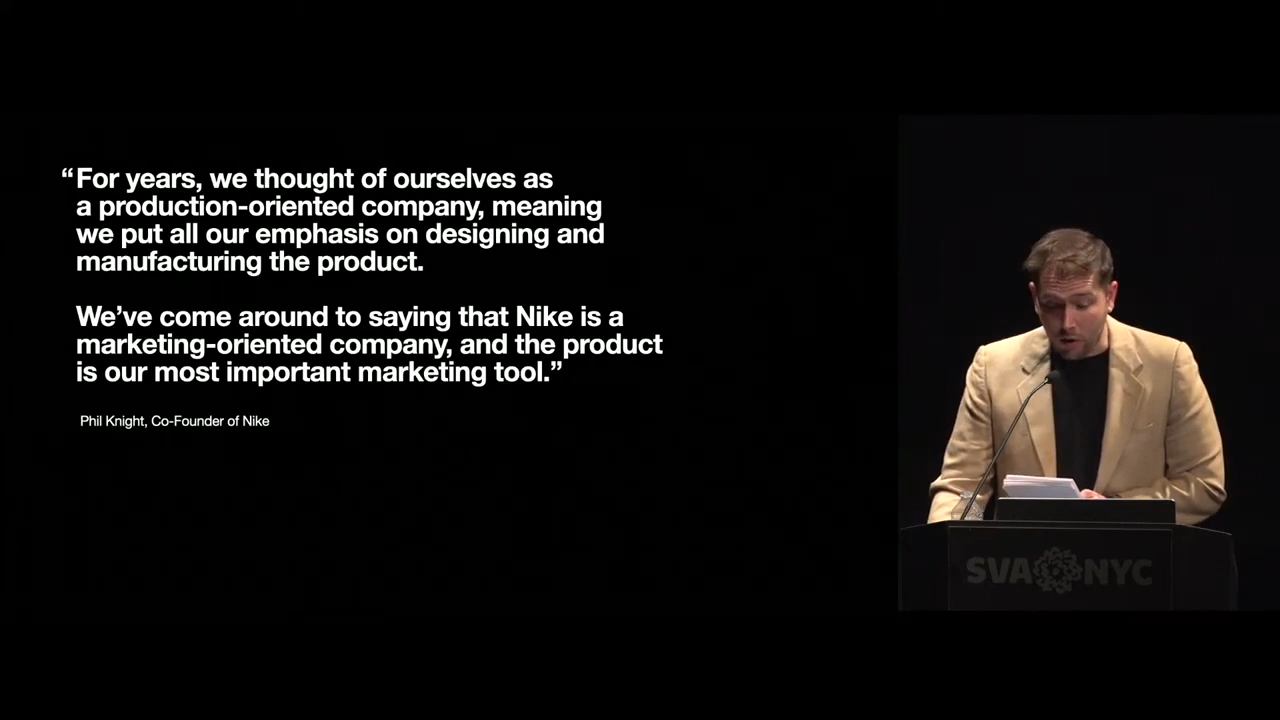 “For years, we thought of ourselves as
a production-oriented company, meaning
we put all our emphasis on designing and
manufacturing the product.
We’ve come around to saying that Nike is a
marketing-oriented company, and the product
is our most important marketing tool.”
Phil Knight, Co-Founder of Nike
SVA NYC